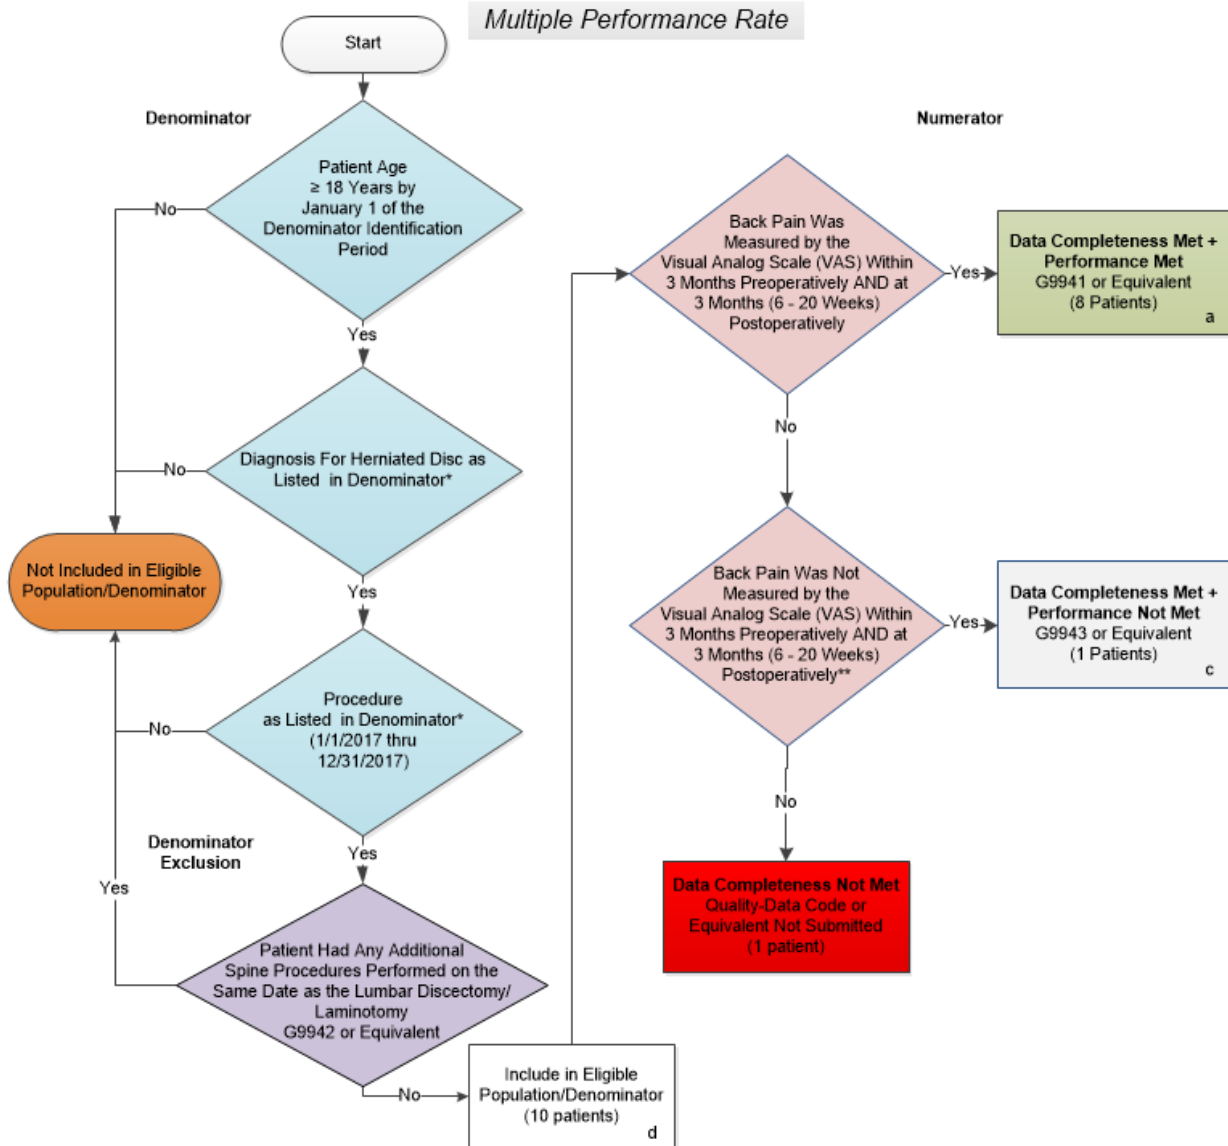 Multiple Performance Rate
Start
Denominator
Numerator
Patient Age
≥ 18 Years by
January 1 of the
Denominator Identification
Period
No
Yes
Diagnosis For Herniated Disc as
Listed in Denominator*
No
Yes
Not Included in Eligible
Population/Denominator
Procedure
as Listed in Denominator*
(1/1/2017 thru
12/31/2017)
No
Yes
Denominator
Exclusion
Yes
Patient Had Any Additional
Spine Procedures Performed on the
Same Date as the Lumbar Discectomy/
Laminotomy
G9942 or Equivalent
No
Include in Eligible
Population/Denominator
(10 patients)
d
Back Pain Was
Measured by the
Visual Analog Scale (VAS) Within
3 Months Preoperatively AND at
3 Months (6 - 20 Weeks)
Postoperatively
Yes
Data Completeness Met +
Performance Met
G9941 or Equivalent
(8 Patients)
a
No
Back Pain Was Not
Measured by the
Visual Analog Scale (VAS) Within
3 Months Preoperatively AND at
3 Months (6 - 20 Weeks)
Postoperatively**
Yes
Data Completeness Met +
Performance Not Met
G9943 or Equivalent
(1 Patients)
c
No
Data Completeness Not Met
Quality-Data Code or
Equivalent Not Submitted
(1 patient)